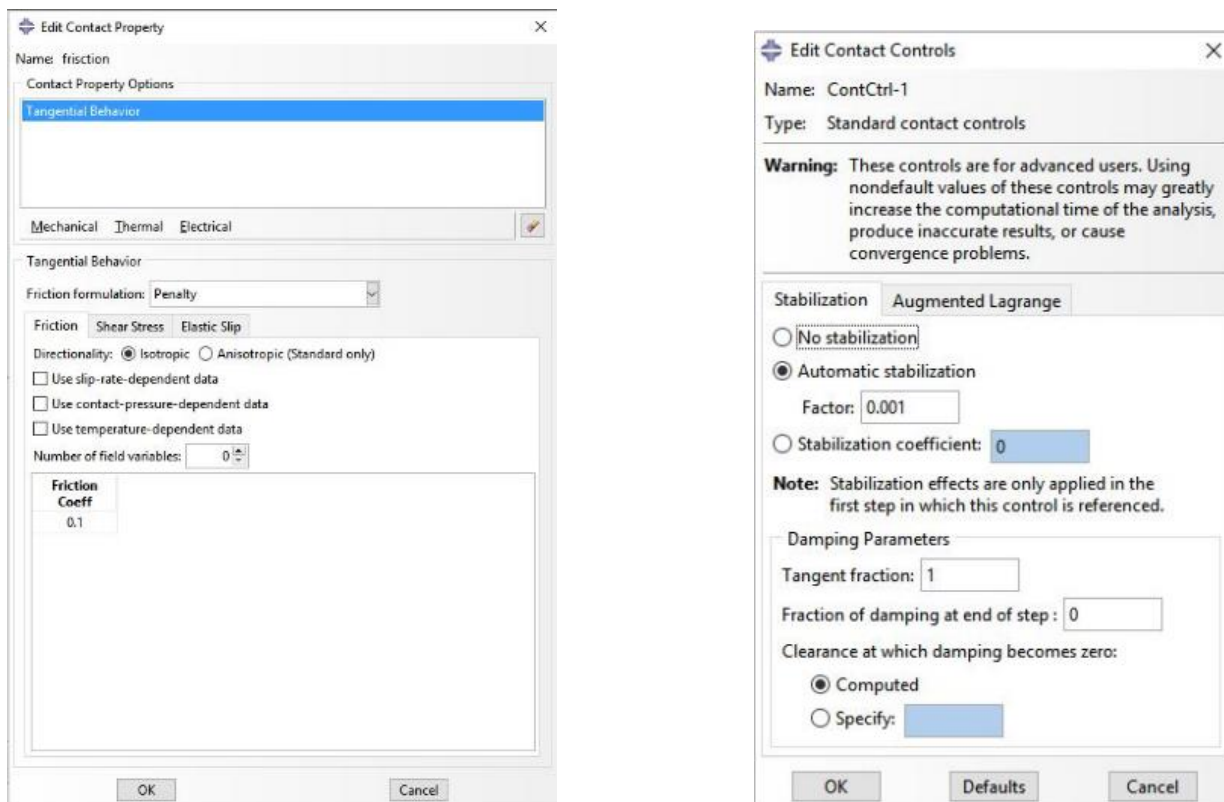 Edit Contact Property
Name: frisction
Contact Property Options
Tangential Behavior
Mechanical Thermal Electrical
Tangential Behavior
Friction formulation: Penalty
Friction Shear Stress Elastic Slip
Directionality: Isotropic Anisotropic (Standard only)
Use slip-rate-dependent data
Use contact-pressure-dependent data
Use temperature-dependent data
Number of field variables: 0
Friction
Coeff
0.1
OK Cancel
Edit Contact Controls
Name: ContCtrl-1
Type: Standard contact controls
Warning: These controls are for advanced users. Using
nondefault values of these controls may greatly
increase the computational time of the analysis,
produce inaccurate results, or cause
convergence problems.
Stabilization Augmented Lagrange
No stabilization
Automatic stabilization
Factor: 0.001
Stabilization coefficient: 0
Note: Stabilization effects are only applied in the
first step in which this control is referenced.
Damping Parameters
Tangent fraction: 1
Fraction of damping at end of step : 0
Clearance at which damping becomes zero:
Computed
Specify:
OK Defaults Cancel